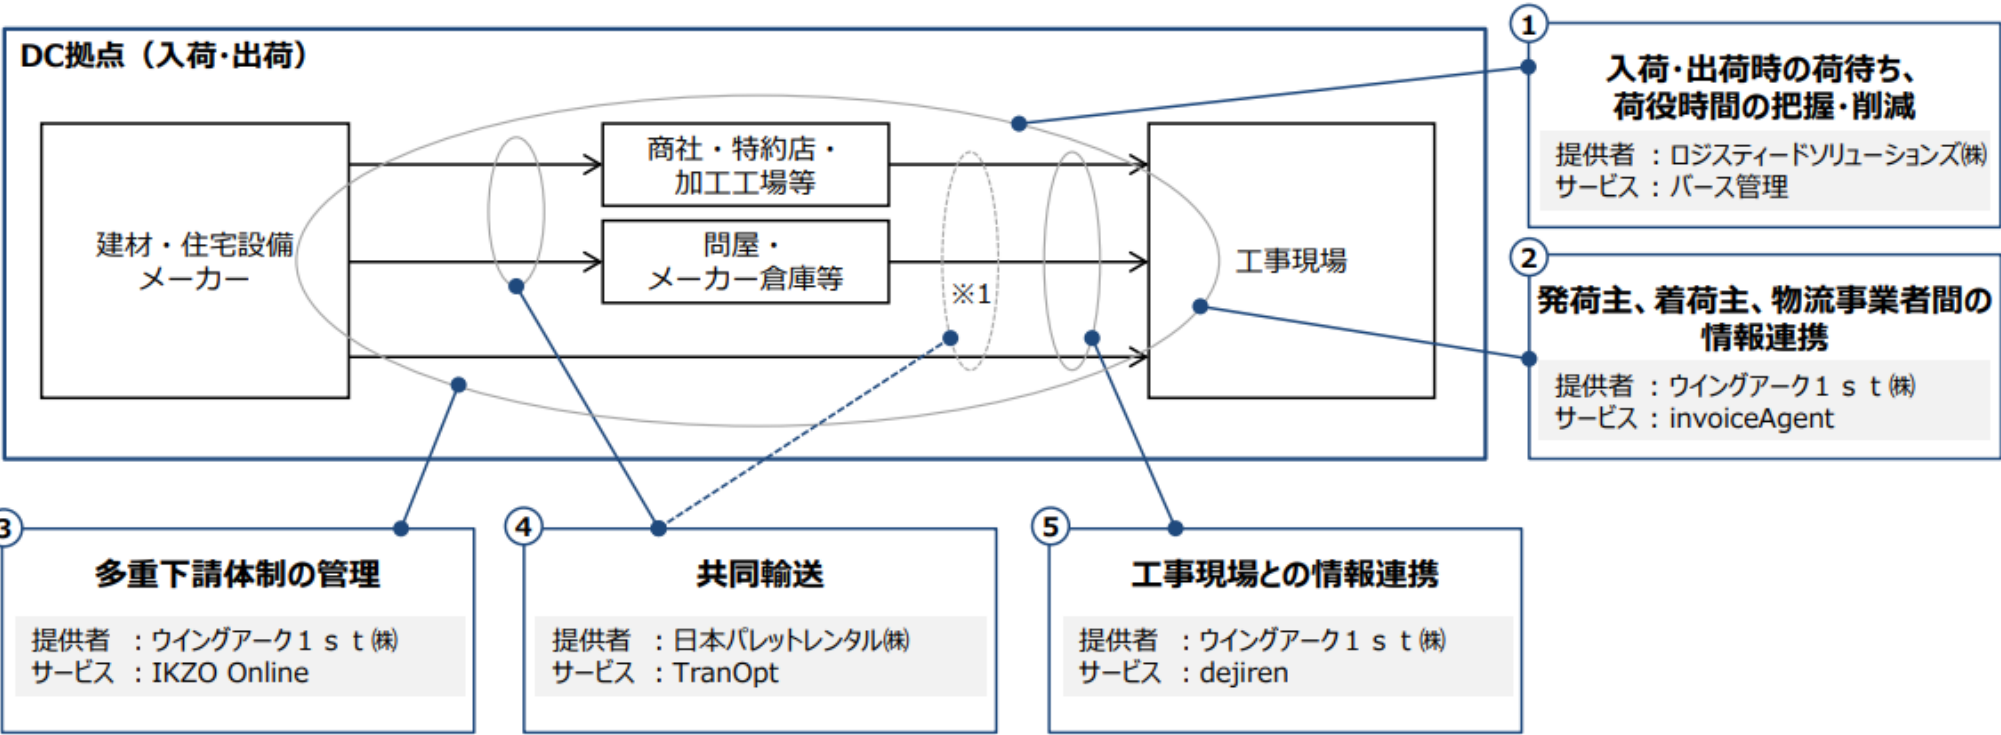 DC拠点（入荷･出荷）
建材・住宅設備
メーカー
商社・特約店・
加工工場等
問屋・
メーカー倉庫等
※1
工事現場
1
入荷･出荷時の荷待ち、
荷役時間の把握･削減
提供者 ：ロジスティードソリューションズ㈱
サービス：バース管理
2
発荷主、着荷主、物流事業者間の
情報連携
提供者 ：ウイングアーク１ｓｔ㈱
サービス：invoiceAgent
3
多重下請体制の管理
提供者 ：ウイングアーク１ｓｔ㈱
サービス ：IKZO Online
4
共同輸送
提供者 ：日本パレットレンタル㈱
サービス ：TranOpt
5
工事現場との情報連携
提供者 ：ウイングアーク１ｓｔ㈱
サービス ：dejiren